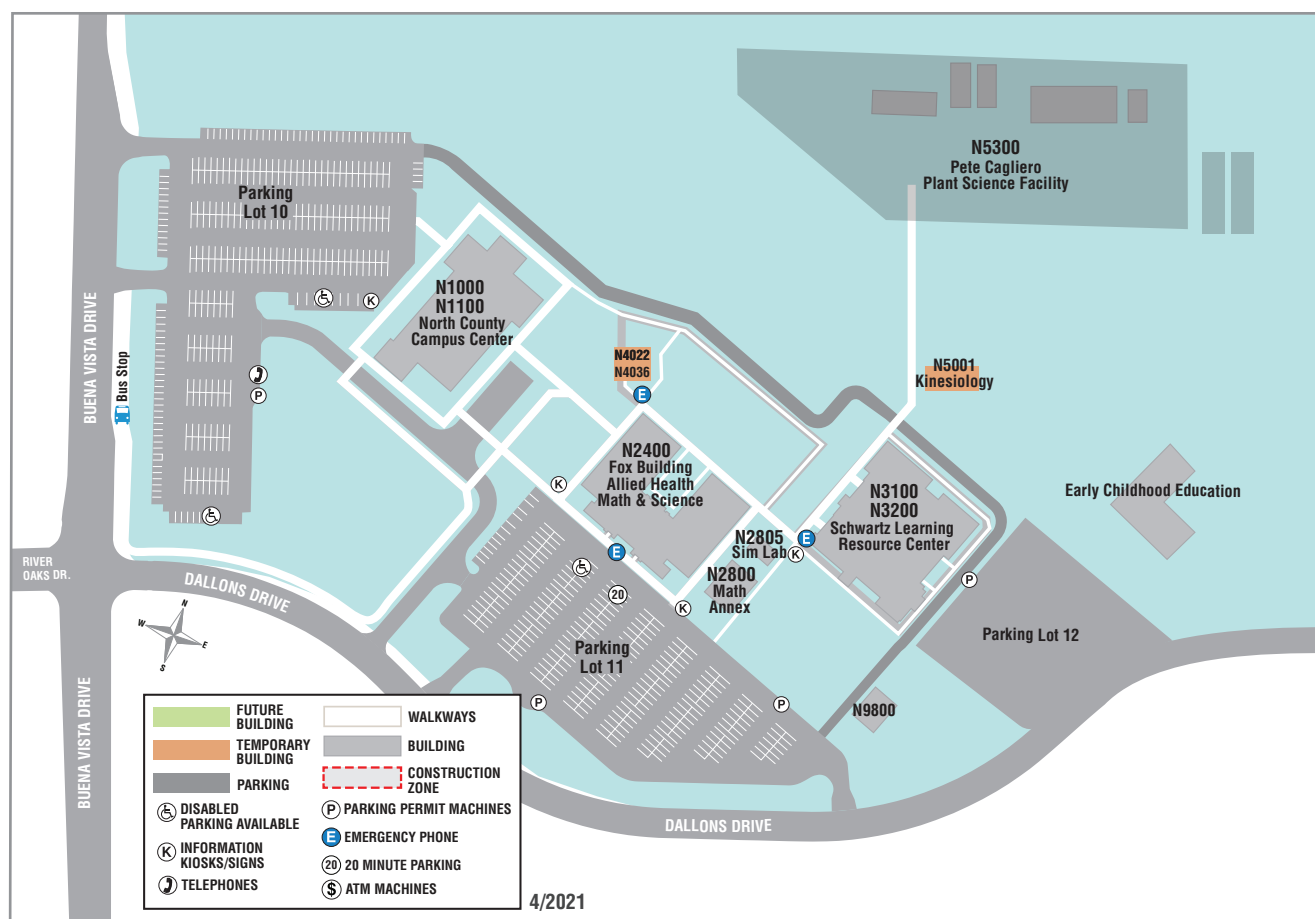 N5300
Pete Cagliero
Plant Science Facility
Parking
Lot 10
N1000
N1100
North County
Campus Center
BUENA VISTA DRIVE
Bus Stop
K
P
N4022
N4036
E
N5001
Kinesiology
N2400
Fox Building
Allied Health
Math & Science
K
E
N3100
N3200
Schwartz Learning
Resource Center
Early Childhood Education
N2805
Sim Lab
E
K
N2800
Math
Annex
P
20
K
RIVER
OAKS DR.
DALLONS DRIVE
N
W
E
S
Parking
Lot 11
Parking Lot 12
P
P
N9800
BUENA VISTA DRIVE
DALLONS DRIVE
FUTURE
BUILDING
TEMPORARY
BUILDING
PARKING
DISABLED
PARKING AVAILABLE
K INFORMATION
KIOSKS/SIGNS
TELEPHONES
WALKWAYS
BUILDING
CONSTRUCTION
ZONE
P PARKING PERMIT MACHINES
E EMERGENCY PHONE
20 20 MINUTE PARKING
$ ATM MACHINES
4/2021